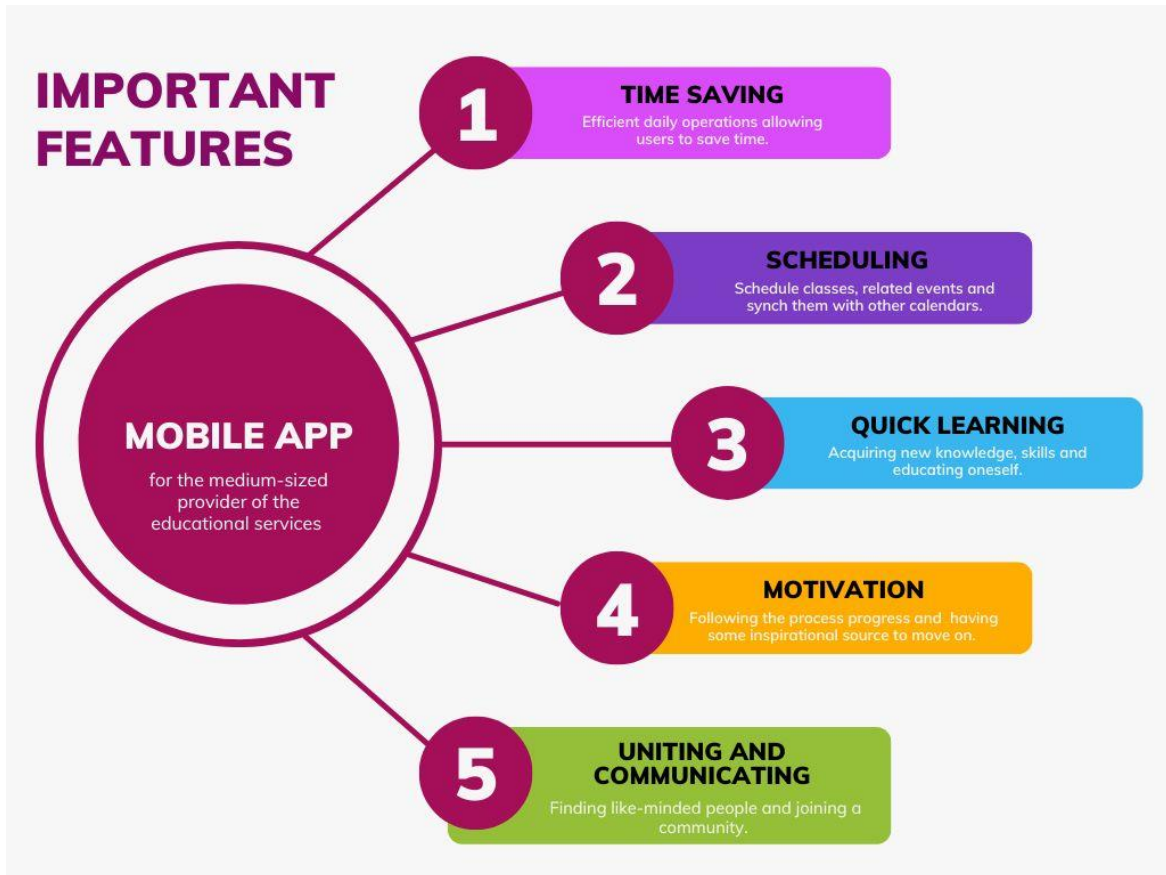 IMPORTANT
FEATURES
MOBILE APP
for the medium-sized
provider of the
educational services
1
TIME SAVING
Efficient daily operations allowing
users to save time.
2
SCHEDULING
Schedule classes, related events and
synch them with other calendars.
3
QUICK LEARNING
Acquiring new knowledge, skills and
educating oneself.
4
MOTIVATION
Following the process progress and  having
some inspirational source to move on.
5
UNITING AND
COMMUNICATING
Finding like-minded people and joining a
community.